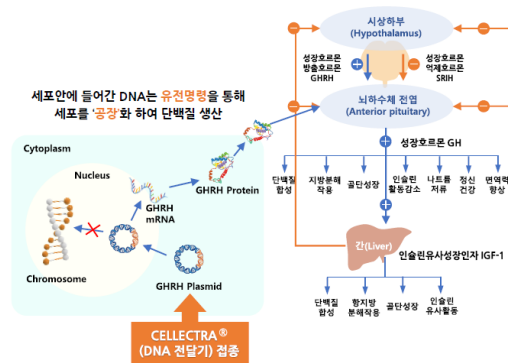 세포안에 들어간 DNA는 유전명령을 통해
세포를 '공장'화 하여 단백질 생산
Cytoplasm
Nucleus
GHRH
mRNA
GHRH Protein
Chromosome
GHRH Plasmid
CELLECTRA®
(DNA 전달기) 접종
시상하부
(Hypothalamus)
성장호르몬
방출호르몬
GHRH
성장호르몬
억제호르몬
SRIH
뇌하수체 전엽
(Anterior pituitary)
성장호르몬 GH
단백질
합성
지방분해
작용
골단성장
인슐린
활동감소
나트륨
저류
정신
건강
면역력
향상
간(Liver)
인슐린유사성장인자 IGF-1
단백질
합성
항지방
분해작용
골단성장
인슐린
유사활동